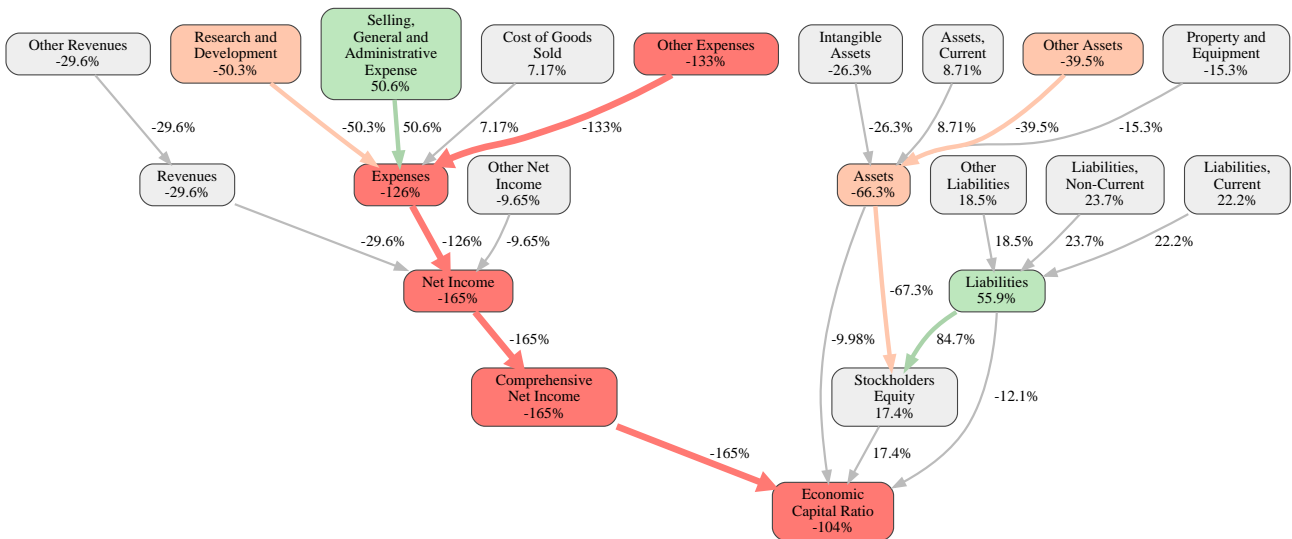 Other Revenues
-29.6%
Research and
Development
-50.3%
Selling,
General and
Administrative
Expense
50.6%
Cost of Goods
Sold
7.17%
Other Expenses
-133%
Intangible
Assets
-26.3%
Assets,
Current
8.71%
Other Assets
-39.5%
Property and
Equipment
-15.3%
-29.6%
-50.3%
50.6%
7.17%
-133%
-26.3%
8.71%
-39.5%
-15.3%
Revenues
-29.6%
Expenses
-126%
Other Net
Income
-9.65%
Assets
-66.3%
Other
Liabilities
18.5%
Liabilities,
Non-Current
23.7%
Liabilities,
Current
22.2%
-29.6%
-126%
-9.65%
18.5%
23.7%
22.2%
Net Income
-165%
-67.3%
Liabilities
55.9%
-165%
-9.98%
84.7%
Comprehensive
Net Income
-165%
Stockholders
Equity
17.4%
-12.1%
-165%
17.4%
Economic
Capital Ratio
-104%